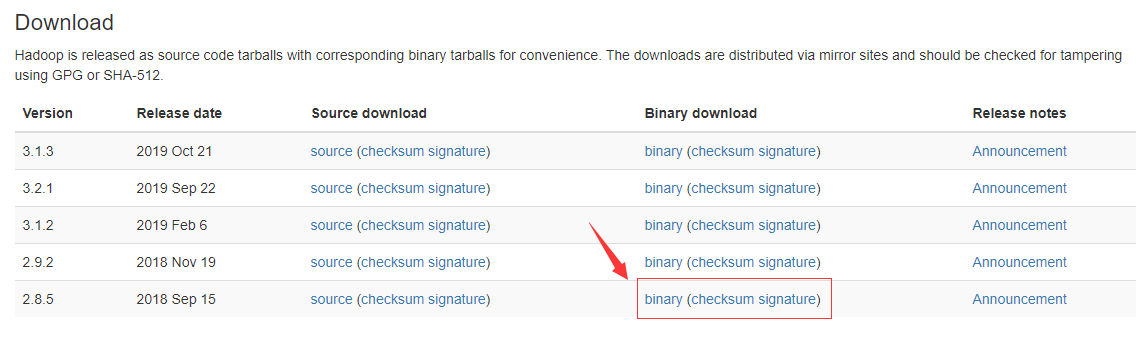 Download
Hadoop is released as source code tarballs with corresponding binary tarballs for convenience. The downloads are distributed via mirror sites and should be checked for tampering
using GPG or SHA-512.
Version Release date Source download Binary download Release notes
3.1.3 2019 Oct 21 source (checksum signature) binary (checksum signature) Announcement
3.2.1 2019 Sep 22 source (checksum signature) binary (checksum signature) Announcement
3.1.2 2019 Feb 6 source (checksum signature) binary (checksum signature) Announcement
2.9.2 2018 Nov 19 source (checksum signature) binary (checksum signature) Announcement
2.8.5 2018 Sep 15 source (checksum signature) binary (checksum signature) Announcement